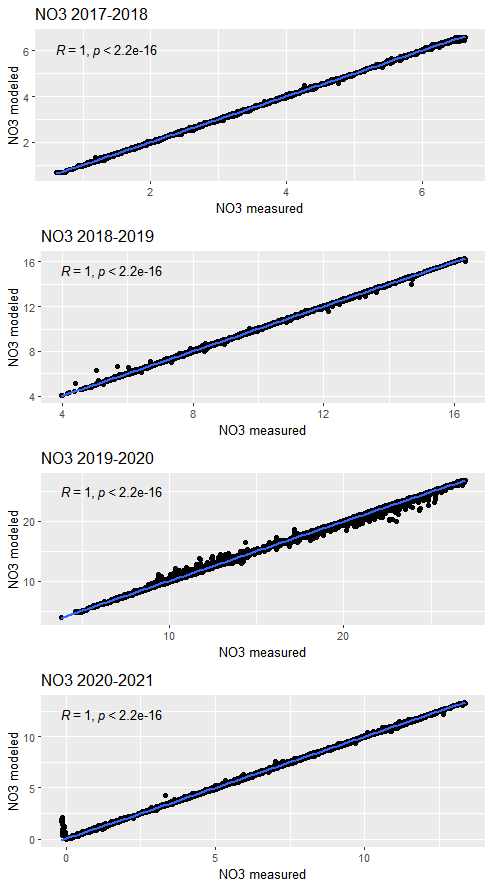 NO3 2017-2018
R = 1, p < 2.2e-16
NO3 modeled
6
4
2
2 4 6
NO3 measured
NO3 2018-2019
R = 1, p < 2.2e-16
NO3 modeled
16
12
8
4
4 8 12 16
NO3 measured
NO3 2019-2020
R = 1, p < 2.2e-16
NO3 modeled
20
10
10 20
NO3 measured
NO3 2020-2021
R = 1, p < 2.2e-16
NO3 modeled
10
5
0
0 5 10
NO3 measured